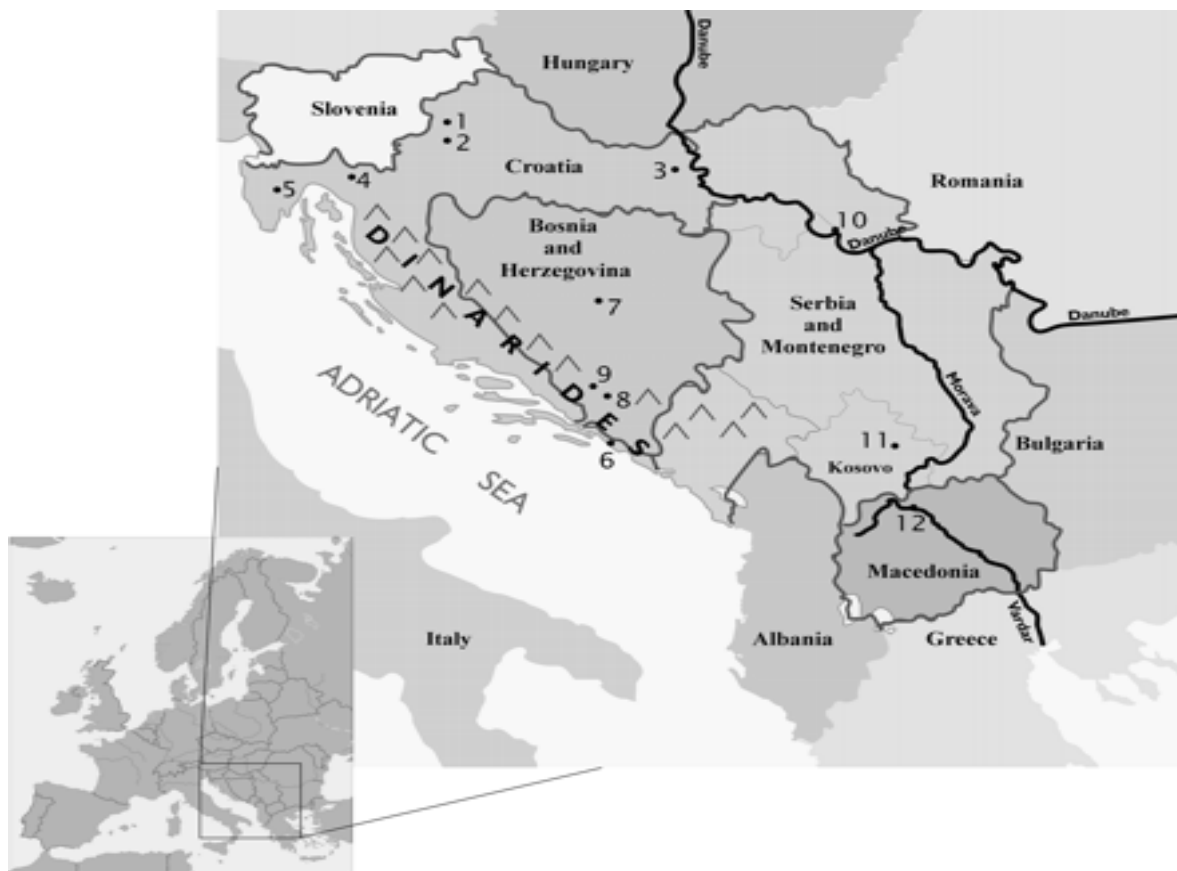 Danube
Hungary
Slovenia
1
2
Croatia
3
Romania
4
5
10
Danube
Bosnia
and
Herzegovina
DINARIDES
7
Serbia
and
Montenegro
Danube
ADRIATIC
SEA
9
8
Morava
6
11
Kosovo
Bulgaria
12
Macedonia
Vardar
Italy
Albania
Greece